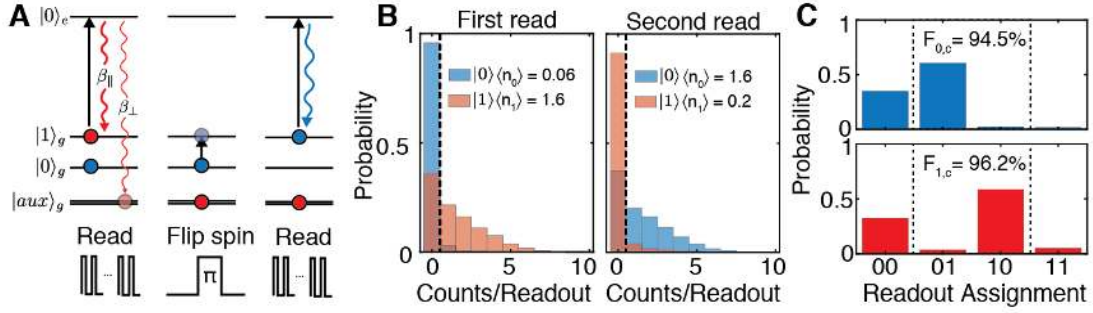 A
|0⟩e
β∥
β⊥
|1⟩g
|0⟩g
|aux⟩g
Read
Flip spin
Read
...
π
...
B
First read
Second read
Probability
1
0.5
0
|0⟩⟨n₀⟩ = 0.06
|1⟩⟨n₁⟩ = 1.6
|0⟩⟨n₀⟩ = 1.6
|1⟩⟨n₁⟩ = 0.2
0 5 10
0 5 10
Counts/Readout
Counts/Readout
C
Probability
1
0.5
0
F0,c = 94.5%
1
0.5
0
F1,c = 96.2%
00 01 10 11
Readout Assignment